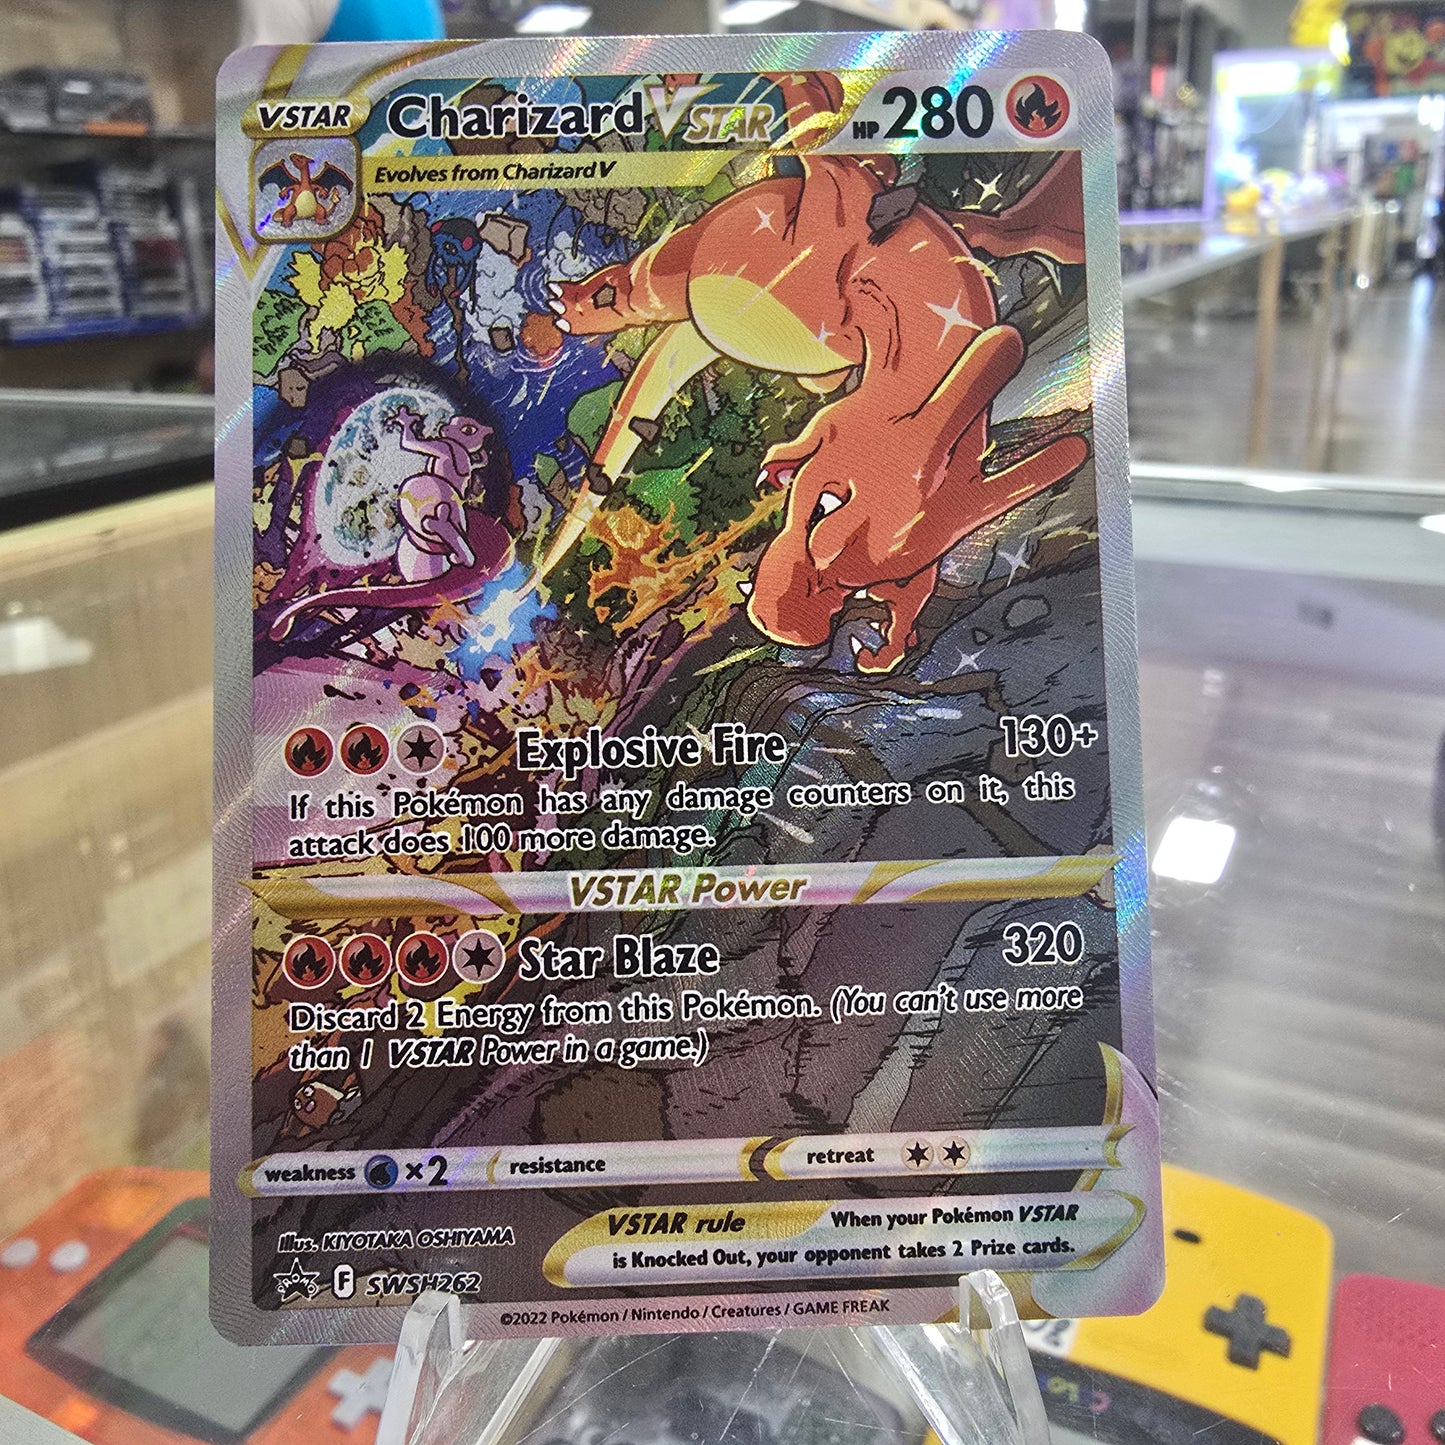 VSTAR Charizard VSTAR HP 280
Evolves from Charizard V
Explosive Fire 130+
If this Pokémon has any damage counters on it, this
attack does 100 more damage.
VSTAR Power
Star Blaze 320
Discard 2 Energy from this Pokémon. (You can't use more
than 1 VSTAR Power in a game.)
weakness ×2 resistance retreat
Illus. KIYOTAKA OSHIYAMA
VSTAR rule When your Pokémon VSTAR
is Knocked Out, your opponent takes 2 Prize cards.
PROMO F SWSH262
©2022 Pokémon / Nintendo / Creatures / GAME FREAK